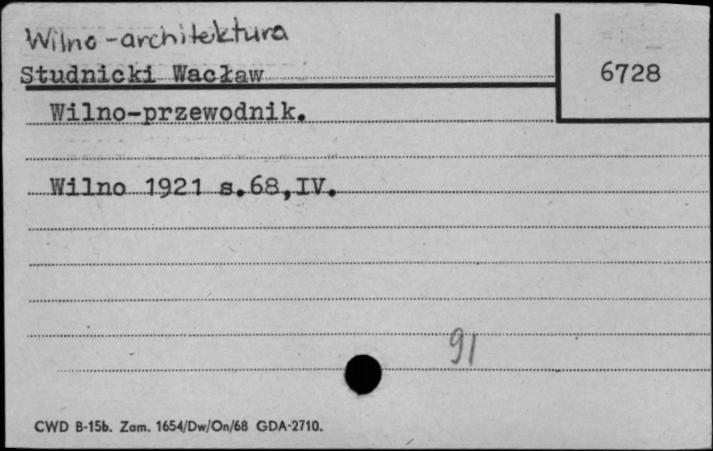 Wilno-architektura
Studnicki Wacław
6728
Wilno-przewodnik.
Wilno 1921 s.68,IV.
91
CWD B-15b. Zam. 1654/Dw/On/68 GDA-2710.